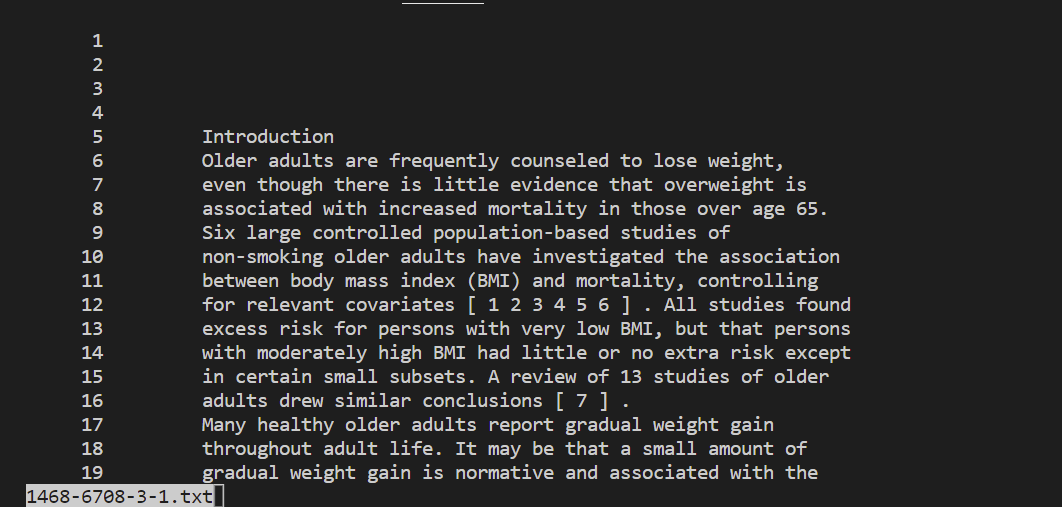 1
2
3
4
5 Introduction
6 Older adults are frequently counseled to lose weight,
7 even though there is little evidence that overweight is
8 associated with increased mortality in those over age 65.
9 Six large controlled population-based studies of
10 non-smoking older adults have investigated the association
11 between body mass index (BMI) and mortality, controlling
12 for relevant covariates [ 1 2 3 4 5 6 ] . All studies found
13 excess risk for persons with very low BMI, but that persons
14 with moderately high BMI had little or no extra risk except
15 in certain small subsets. A review of 13 studies of older
16 adults drew similar conclusions [ 7 ] .
17 Many healthy older adults report gradual weight gain
18 throughout adult life. It may be that a small amount of
19 gradual weight gain is normative and associated with the
1468-6708-3-1.txt